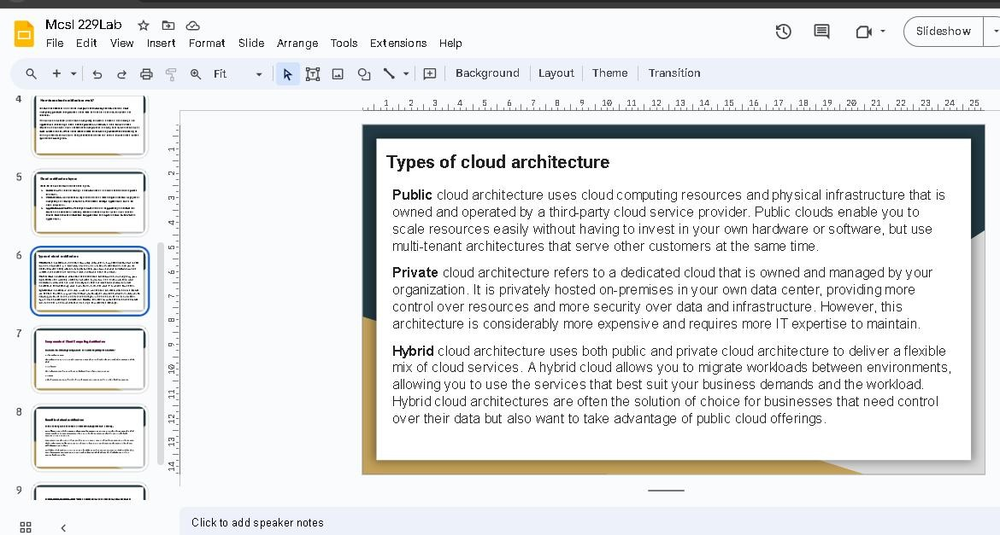 Mcsl 229Lab
File Edit View Insert Format Slide Arrange Tools Extensions Help
Slideshow
Fit
Background Layout Theme Transition
1 2 3 4 5 6 7 8 9 10 11 12 13 14 15 16 17 18 19 20 21 22 23 24 25
4
5
6
7
8
9
1
2
3
4
5
6
7
8
9
10
11
12
13
14
Types of cloud architecture
Public cloud architecture uses cloud computing resources and physical infrastructure that is
owned and operated by a third-party cloud service provider. Public clouds enable you to
scale resources easily without having to invest in your own hardware or software, but use
multi-tenant architectures that serve other customers at the same time.
Private cloud architecture refers to a dedicated cloud that is owned and managed by your
organization. It is privately hosted on-premises in your own data center, providing more
control over resources and more security over data and infrastructure. However, this
architecture is considerably more expensive and requires more IT expertise to maintain.
Hybrid cloud architecture uses both public and private cloud architecture to deliver a flexible
mix of cloud services. A hybrid cloud allows you to migrate workloads between environments,
allowing you to use the services that best suit your business demands and the workload.
Hybrid cloud architectures are often the solution of choice for businesses that need control
over their data but also want to take advantage of public cloud offerings.
Click to add speaker notes